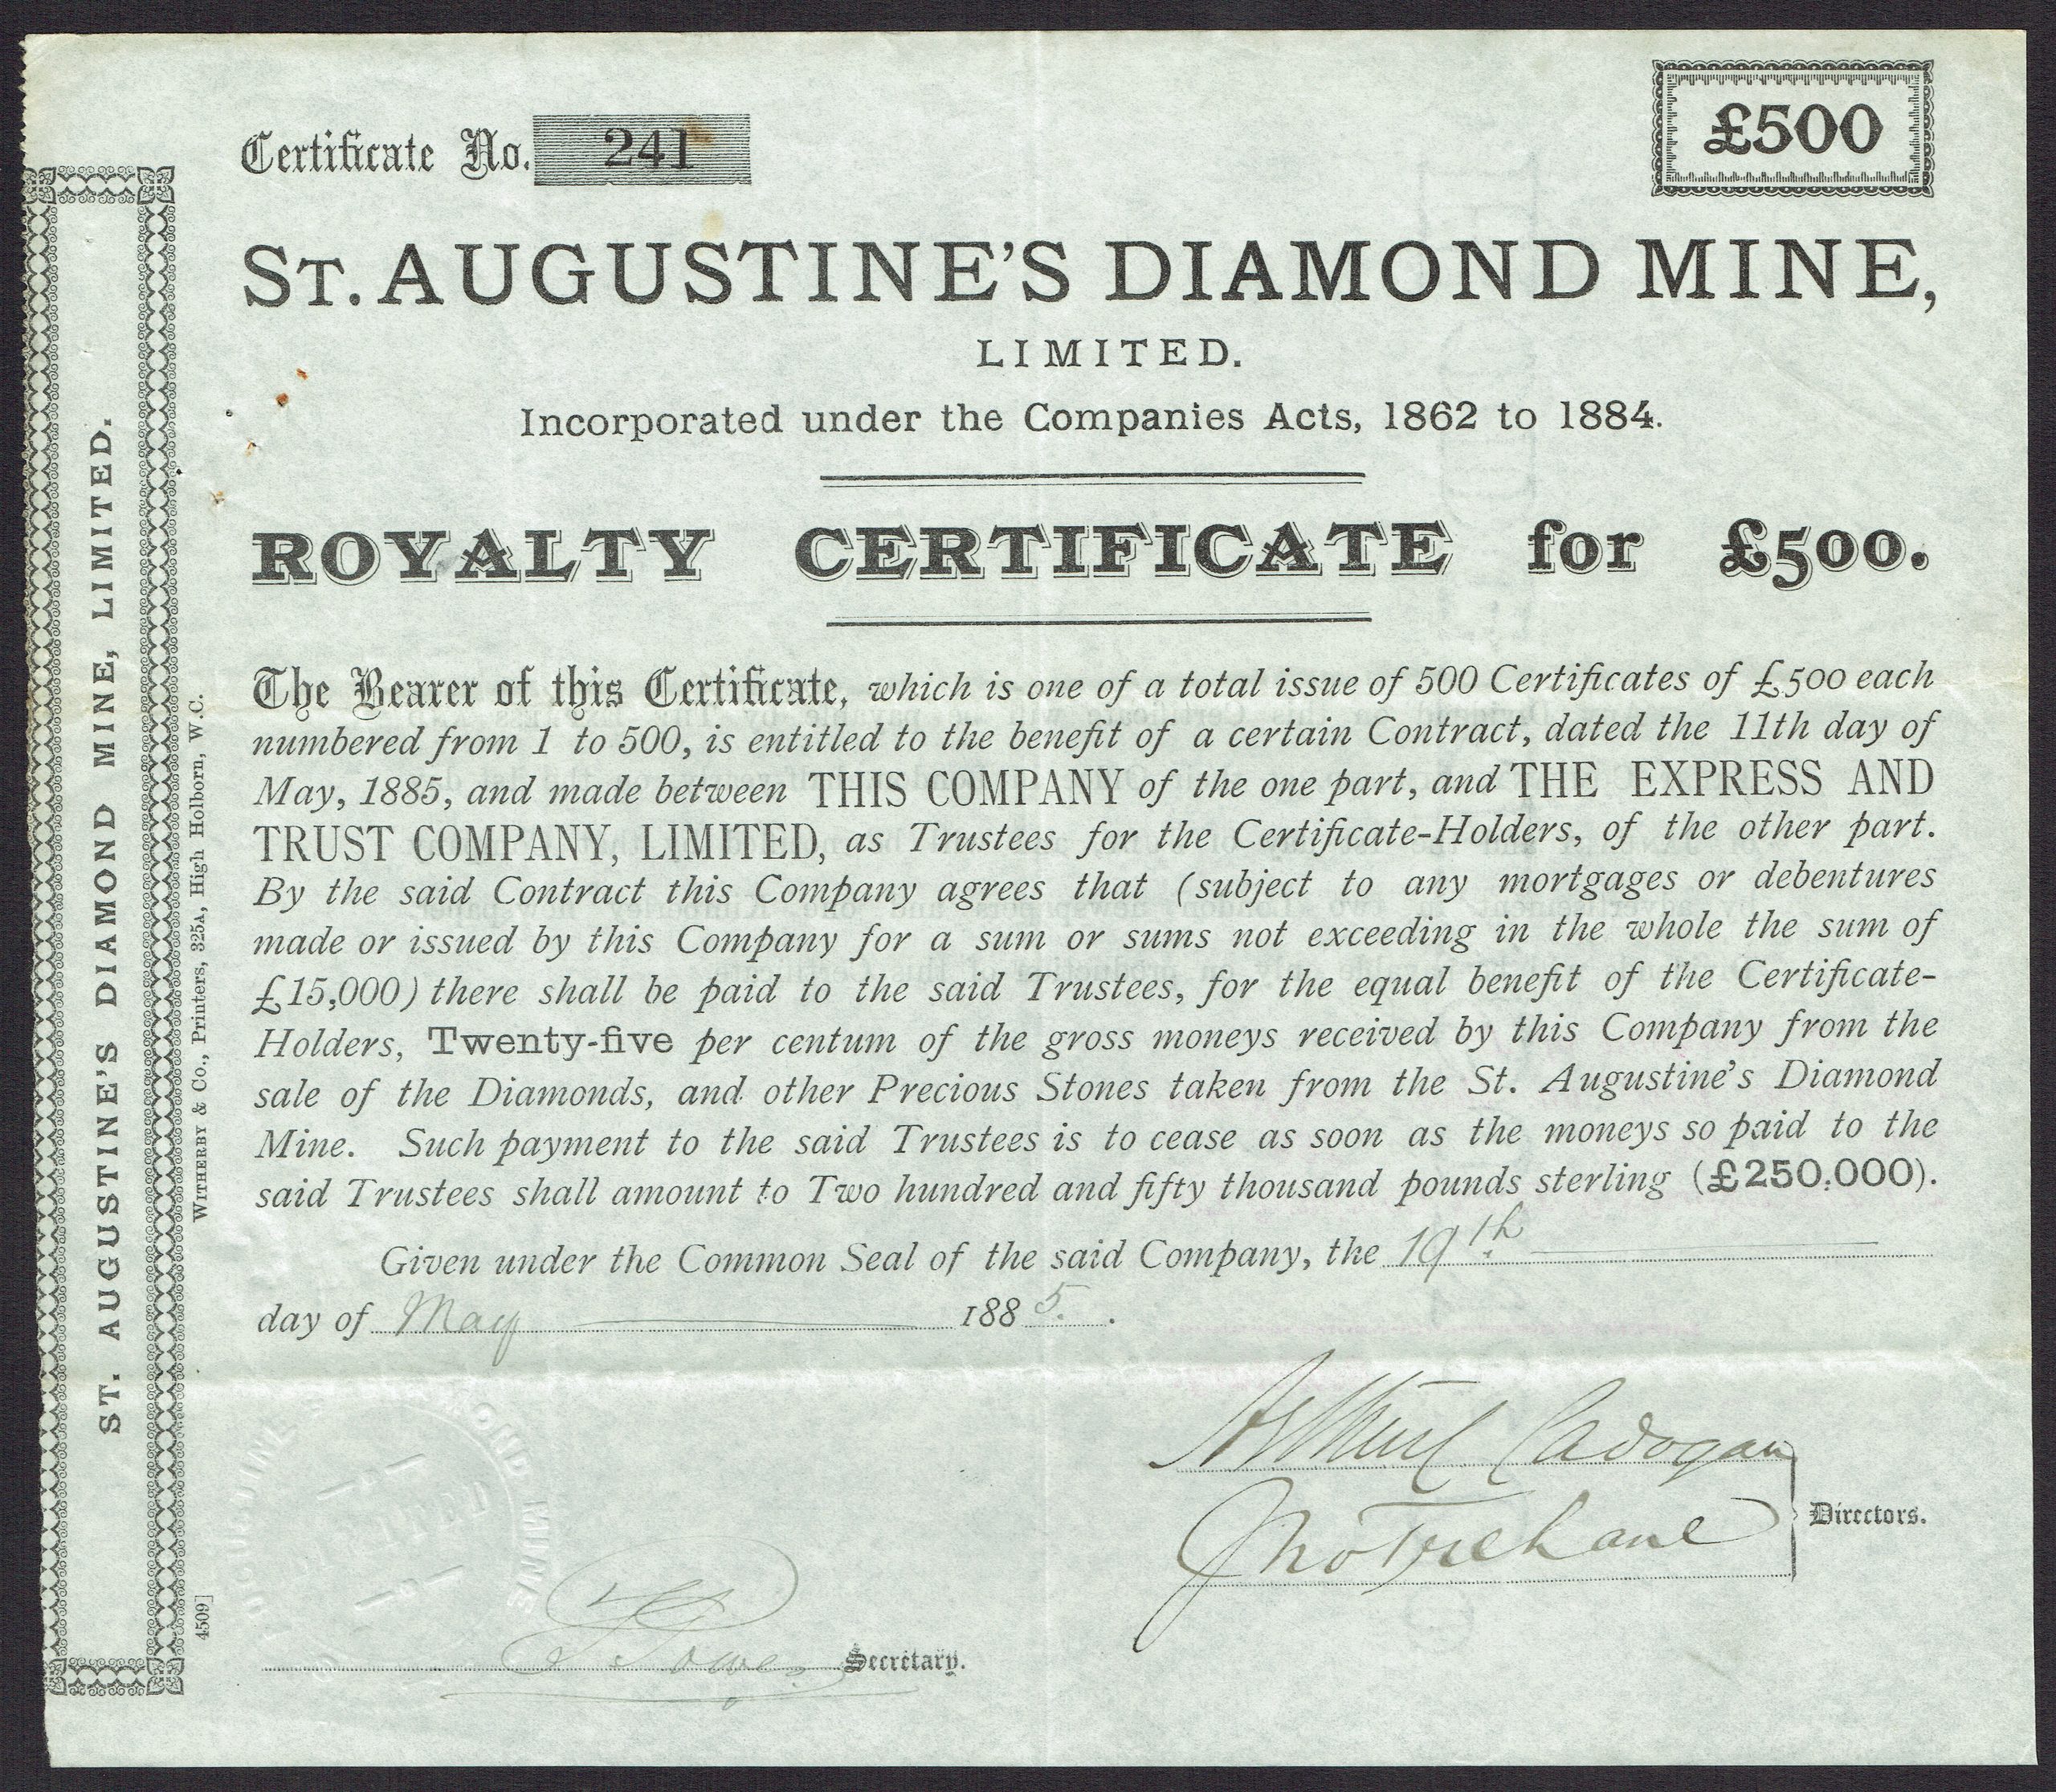 Certificate No. 241
£500
ST. AUGUSTINE'S DIAMOND MINE,
LIMITED.
Incorporated under the Companies Acts, 1862 to 1884.
ROYALTY CERTIFICATE for £500.
The Bearer of this Certificate, which is one of a total issue of 500 Certificates of £500 each
numbered from 1 to 500, is entitled to the benefit of a certain Contract, dated the 11th day of
May, 1885, and made between THIS COMPANY of the one part, and THE EXPRESS AND
TRUST COMPANY, LIMITED, as Trustees for the Certificate-Holders, of the other part.
By the said Contract this Company agrees that (subject to any mortgages or debentures
made or issued by this Company for a sum or sums not exceeding in the whole the sum of
£15,000) there shall be paid to the said Trustees, for the equal benefit of the Certificate-
Holders, Twenty-five per centum of the gross moneys received by this Company from the
sale of the Diamonds, and other Precious Stones taken from the St. Augustine's Diamond
Mine. Such payment to the said Trustees is to cease as soon as the moneys so paid to the
said Trustees shall amount to Two hundred and fifty thousand pounds sterling (£250,000).
Given under the Common Seal of the said Company, the 19th
day of May 1885.
Arthur Cadogan
Jno Trehane
Directors.
Secretary.
ST. AUGUSTINE'S DIAMOND MINE, LIMITED.
WITHERBY & Co., Printers, 325A, High Holborn, W.C.
4509]